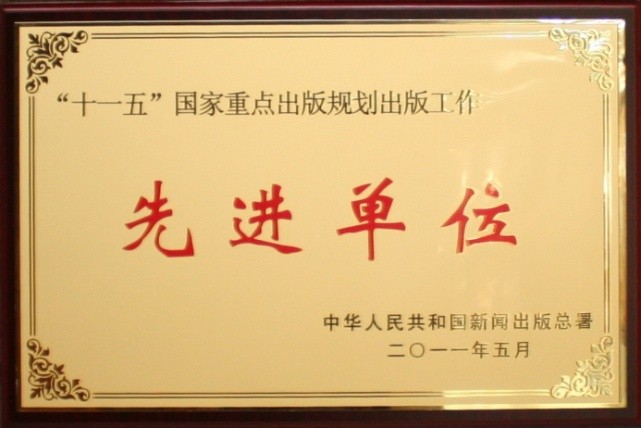 “十一五”国家重点出版规划出版工作
先进单位
中华人民共和国新闻出版总署
二〇一一年五月